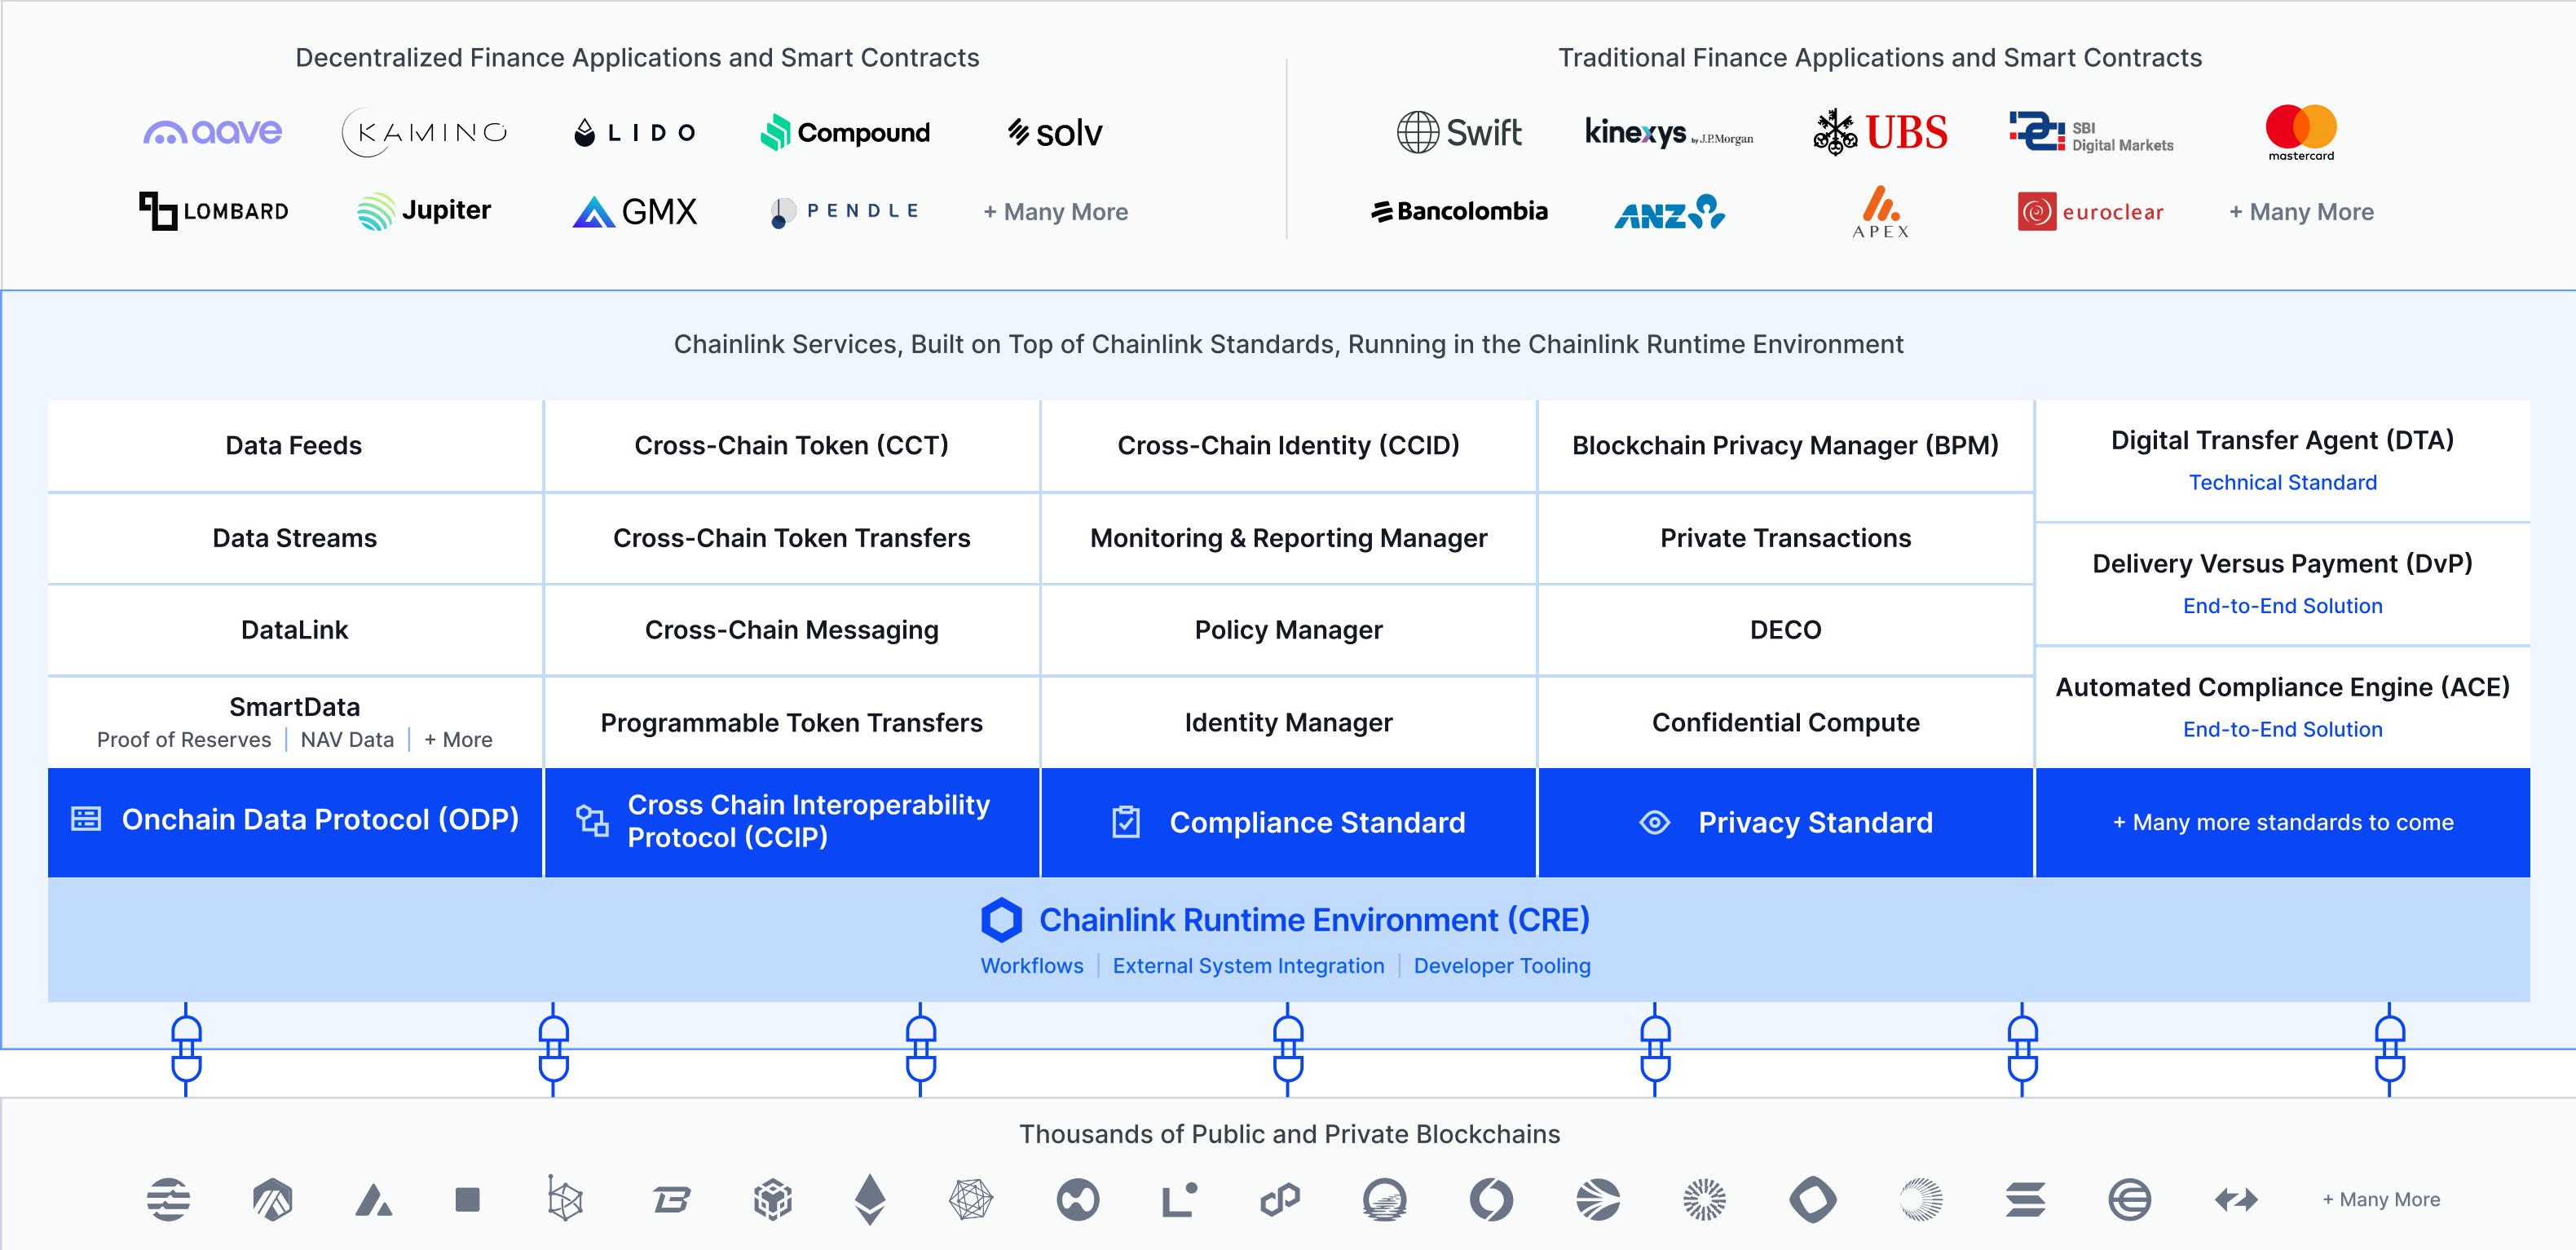 Decentralized Finance Applications and Smart Contracts
aave
KAMINO
LIDO
Compound
solv
LOMBARD
Jupiter
GMX
PENDLE
+ Many More
Traditional Finance Applications and Smart Contracts
Swift
kinexys by J.P.Morgan
UBS
SBI
Digital Markets
mastercard
Bancolombia
ANZ
APEX
euroclear
+ Many More
Chainlink Services, Built on Top of Chainlink Standards, Running in the Chainlink Runtime Environment
Data Feeds
Data Streams
DataLink
SmartData
Proof of Reserves | NAV Data | + More
Onchain Data Protocol (ODP)
Cross-Chain Token (CCT)
Cross-Chain Token Transfers
Cross-Chain Messaging
Programmable Token Transfers
Cross Chain Interoperability
Protocol (CCIP)
Cross-Chain Identity (CCID)
Monitoring & Reporting Manager
Policy Manager
Identity Manager
Compliance Standard
Blockchain Privacy Manager (BPM)
Private Transactions
DECO
Confidential Compute
Privacy Standard
Digital Transfer Agent (DTA)
Technical Standard
Delivery Versus Payment (DvP)
End-to-End Solution
Automated Compliance Engine (ACE)
End-to-End Solution
+ Many more standards to come
Chainlink Runtime Environment (CRE)
Workflows | External System Integration | Developer Tooling
Thousands of Public and Private Blockchains
+ Many More